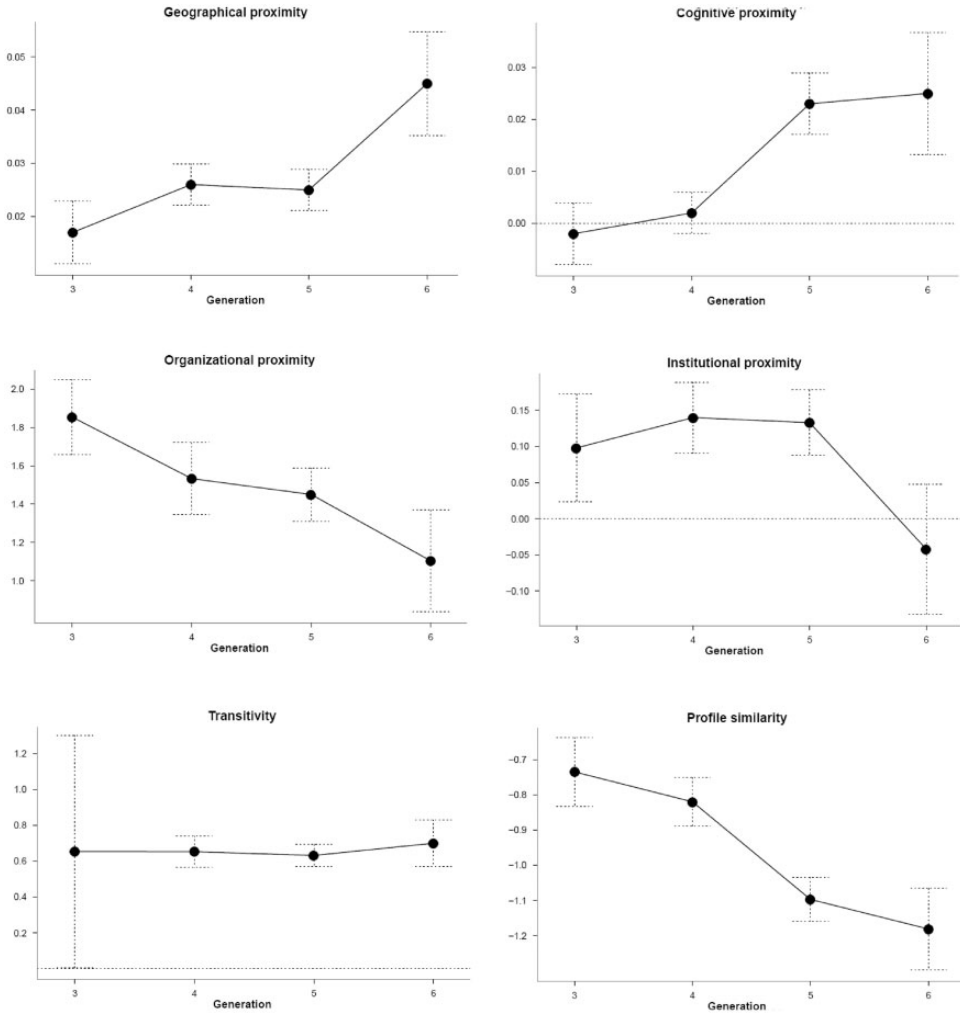 Geographical proximity
0.05
0.04
0.03
0.02
3 4 5 6
Generation
Cognitive proximity
0.03
0.02
0.01
0.00
3 4 5 6
Generation
Organizational proximity
2.0
1.8
1.6
1.4
1.2
1.0
3 4 5 6
Generation
Institutional proximity
0.15
0.10
0.05
0.00
−0.05
−0.10
3 4 5 6
Generation
Transitivity
1.2
1.0
0.8
0.6
0.4
0.2
3 4 5 6
Generation
Profile similarity
−0.7
−0.8
−0.9
−1.0
−1.1
−1.2
3 4 5 6
Generation